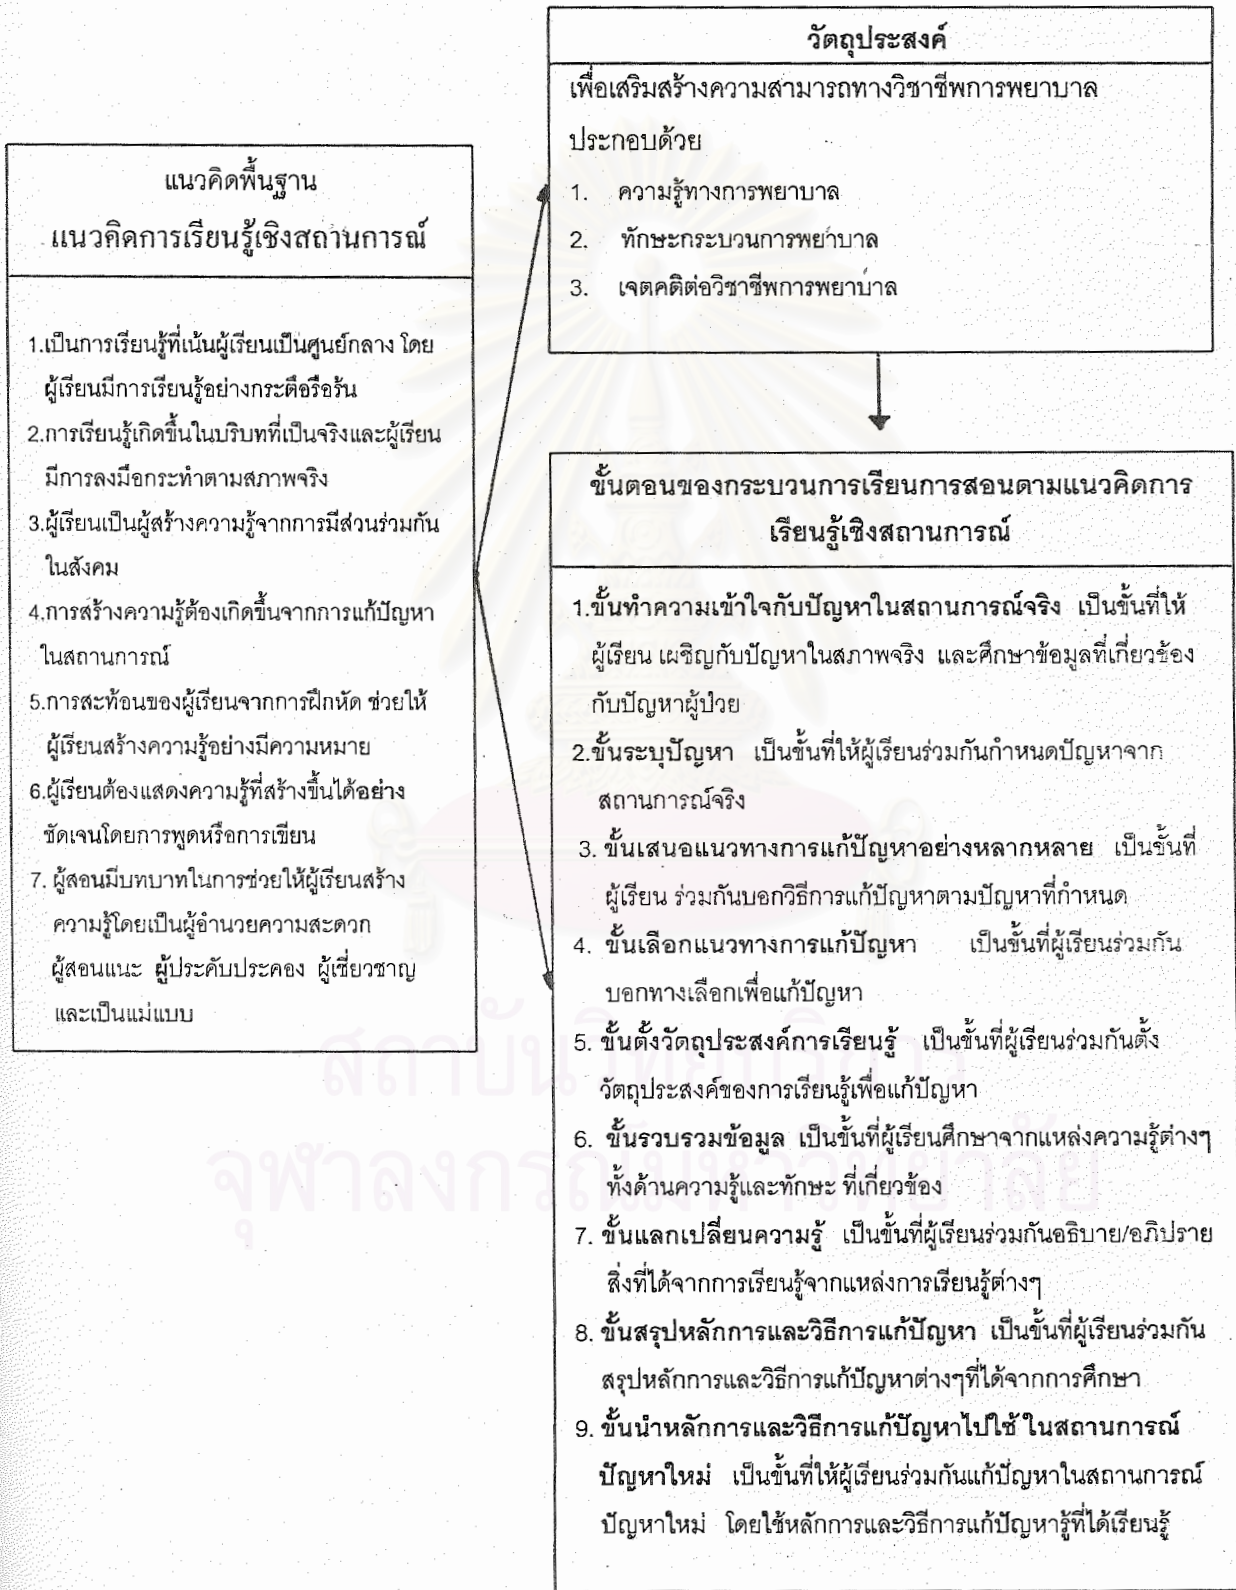 วัตถุประสงค์
เพื่อเสริมสร้างความสามารถทางวิชาชีพการพยาบาล
ประกอบด้วย
1. ความรู้ทางการพยาบาล
2. ทักษะกระบวนการพยาบาล
3. เจตคติต่อวิชาชีพการพยาบาล
แนวคิดพื้นฐาน
แนวคิดการเรียนรู้เชิงสถานการณ์
1.เป็นการเรียนรู้ที่เน้นผู้เรียนเป็นศูนย์กลาง โดย
ผู้เรียนมีการเรียนรู้อย่างกระตือรือร้น
2.การเรียนรู้เกิดขึ้นในบริบทที่เป็นจริงและผู้เรียน
มีการลงมือกระทำตามสภาพจริง
3.ผู้เรียนเป็นผู้สร้างความรู้จากการมีส่วนร่วมกัน
ในสังคม
4.การสร้างความรู้ต้องเกิดขึ้นจากการแก้ปัญหา
ในสถานการณ์
5.การสะท้อนของผู้เรียนจากการฝึกหัด ช่วยให้
ผู้เรียนสร้างความรู้อย่างมีความหมาย
6.ผู้เรียนต้องแสดงความรู้ที่สร้างขึ้นได้อย่าง
ชัดเจนโดยการพูดหรือการเขียน
7. ผู้สอนมีบทบาทในการช่วยให้ผู้เรียนสร้าง
ความรู้โดยเป็นผู้อำนวยความสะดวก
ผู้สอนแนะ ผู้ประคับประคอง ผู้เชี่ยวชาญ
และเป็นแม่แบบ
ขั้นตอนของกระบวนการเรียนการสอนตามแนวคิดการ
เรียนรู้เชิงสถานการณ์
1.ขั้นทำความเข้าใจกับปัญหาในสถานการณ์จริง เป็นขั้นที่ให้
ผู้เรียน เผชิญกับปัญหาในสภาพจริง และศึกษาข้อมูลที่เกี่ยวข้อง
กับปัญหาผู้ป่วย
2.ขั้นระบุปัญหา เป็นขั้นที่ให้ผู้เรียนร่วมกันกำหนดปัญหาจาก
สถานการณ์จริง
3. ขั้นเสนอแนวทางการแก้ปัญหาอย่างหลากหลาย เป็นขั้นที่
ผู้เรียน ร่วมกันบอกวิธีการแก้ปัญหาตามปัญหาที่กำหนด
4. ขั้นเลือกแนวทางการแก้ปัญหา เป็นขั้นที่ผู้เรียนร่วมกัน
บอกทางเลือกเพื่อแก้ปัญหา
5. ขั้นตั้งวัตถุประสงค์การเรียนรู้ เป็นขั้นที่ผู้เรียนร่วมกันตั้ง
วัตถุประสงค์ของการเรียนรู้เพื่อแก้ปัญหา
6. ขั้นรวบรวมข้อมูล เป็นขั้นที่ผู้เรียนศึกษาจากแหล่งความรู้ต่างๆ
ทั้งด้านความรู้และทักษะ ที่เกี่ยวข้อง
7. ขั้นแลกเปลี่ยนความรู้ เป็นขั้นที่ผู้เรียนร่วมกันอธิบาย/อภิปราย
สิ่งที่ได้จากการเรียนรู้จากแหล่งการเรียนรู้ต่างๆ
8. ขั้นสรุปหลักการและวิธีการแก้ปัญหา เป็นขั้นที่ผู้เรียนร่วมกัน
สรุปหลักการและวิธีการแก้ปัญหาต่างๆที่ได้จากการศึกษา
9. ขั้นนำหลักการและวิธีการแก้ปัญหาไปใช้ ในสถานการณ์
ปัญหาใหม่ เป็นขั้นที่ให้ผู้เรียนร่วมกันแก้ปัญหาในสถานการณ์
ปัญหาใหม่ โดยใช้หลักการและวิธีการแก้ปัญหารู้ที่ได้เรียนรู้
สถาบันวิทยบริการ
จุฬาลงกรณ์มหาวิทยาลัย